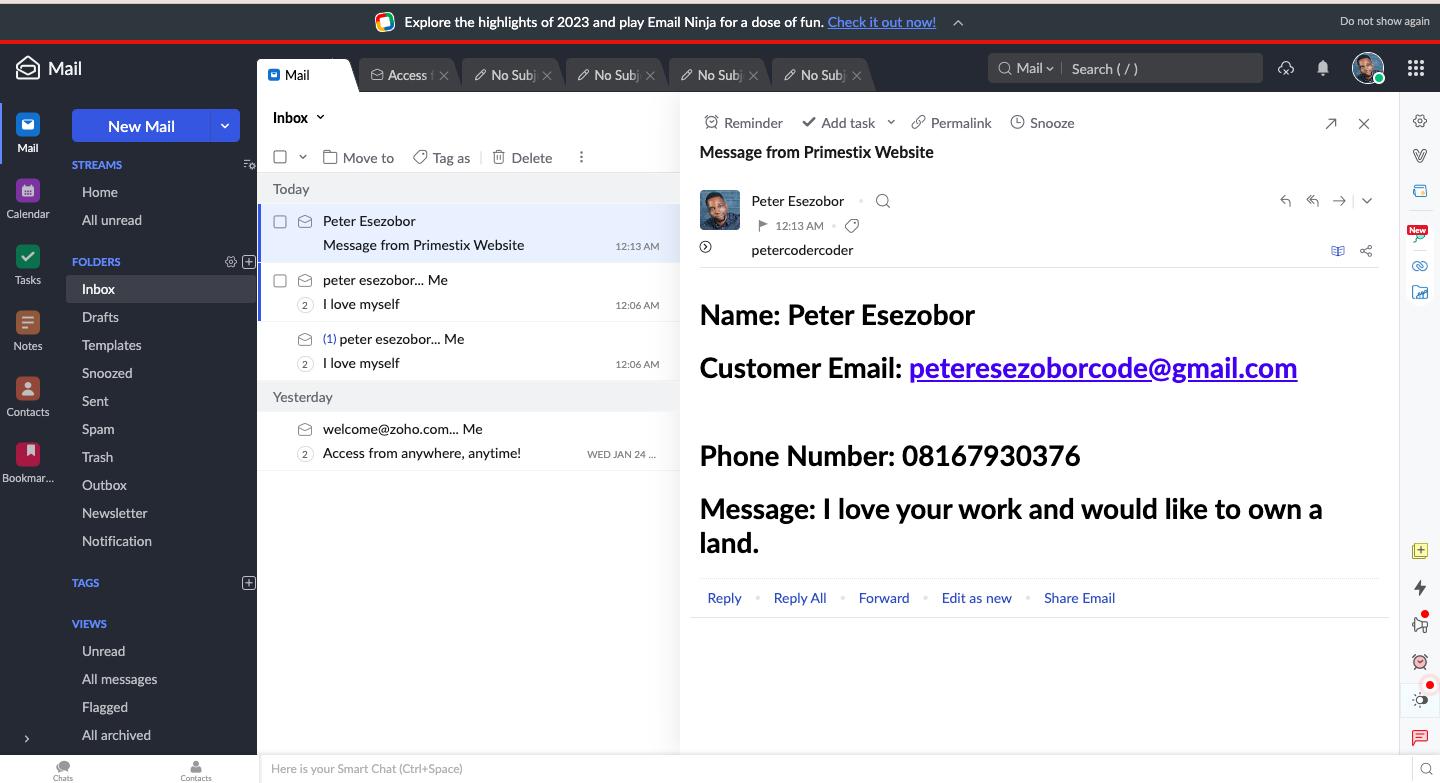 Explore the highlights of 2023 and play Email Ninja for a dose of fun. Check it out now!
Do not show again
Mail
Mail
Access
No Subj
No Subj
No Subj
No Subj
Mail
Search ( / )
Mail
Calendar
Tasks
Notes
Contacts
Bookmar...
New Mail
STREAMS
Home
All unread
FOLDERS
Inbox
Drafts
Templates
Snoozed
Sent
Spam
Trash
Outbox
Newsletter
Notification
TAGS
VIEWS
Unread
All messages
Flagged
All archived
Inbox
Move to
Tag as
Delete
Today
Peter Esezobor
Message from Primestix Website 12:13 AM
peter esezobor... Me
2 I love myself 12:06 AM
(1) peter esezobor... Me
2 I love myself 12:06 AM
Yesterday
welcome@zoho.com... Me
2 Access from anywhere, anytime! WED JAN 24 ...
Reminder
Add task
Permalink
Snooze
Message from Primestix Website
Peter Esezobor
12:13 AM
petercodercoder
Name: Peter Esezobor
Customer Email: peteresezoborcode@gmail.com
Phone Number: 08167930376
Message: I love your work and would like to own a
land.
Reply
Reply All
Forward
Edit as new
Share Email
New
Chats
Contacts
Here is your Smart Chat (Ctrl+Space)